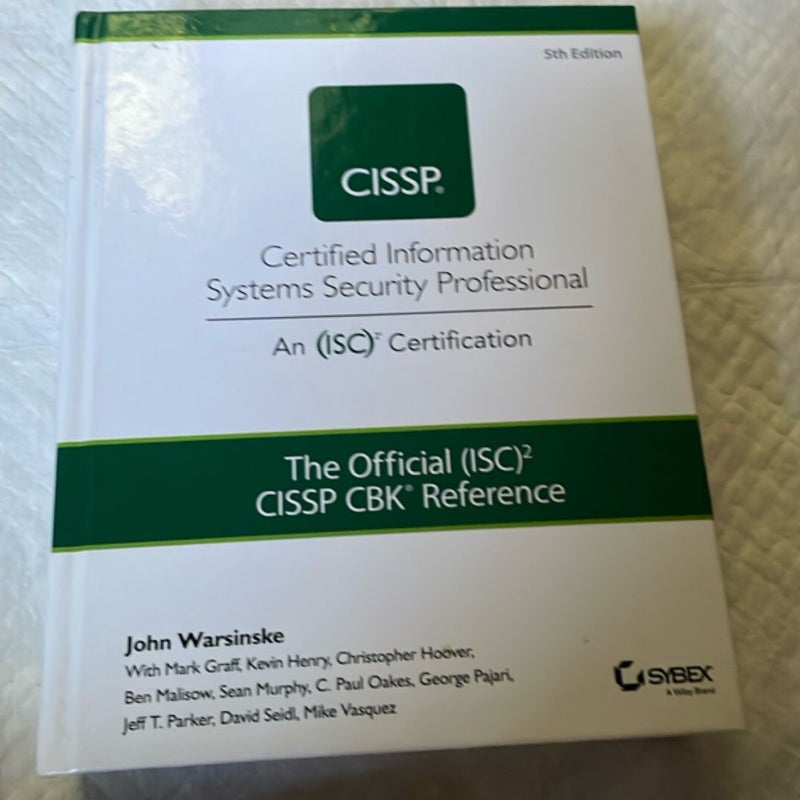 5th Edition
CISSP®
Certified Information
Systems Security Professional
An (ISC)² Certification
The Official (ISC)²
CISSP CBK® Reference
John Warsinske
With Mark Graff, Kevin Henry, Christopher Hoover,
Ben Malisow, Sean Murphy, C. Paul Oakes, George Pajari,
Jeff T. Parker, David Seidl, Mike Vasquez
SYBEX
A Wiley Brand